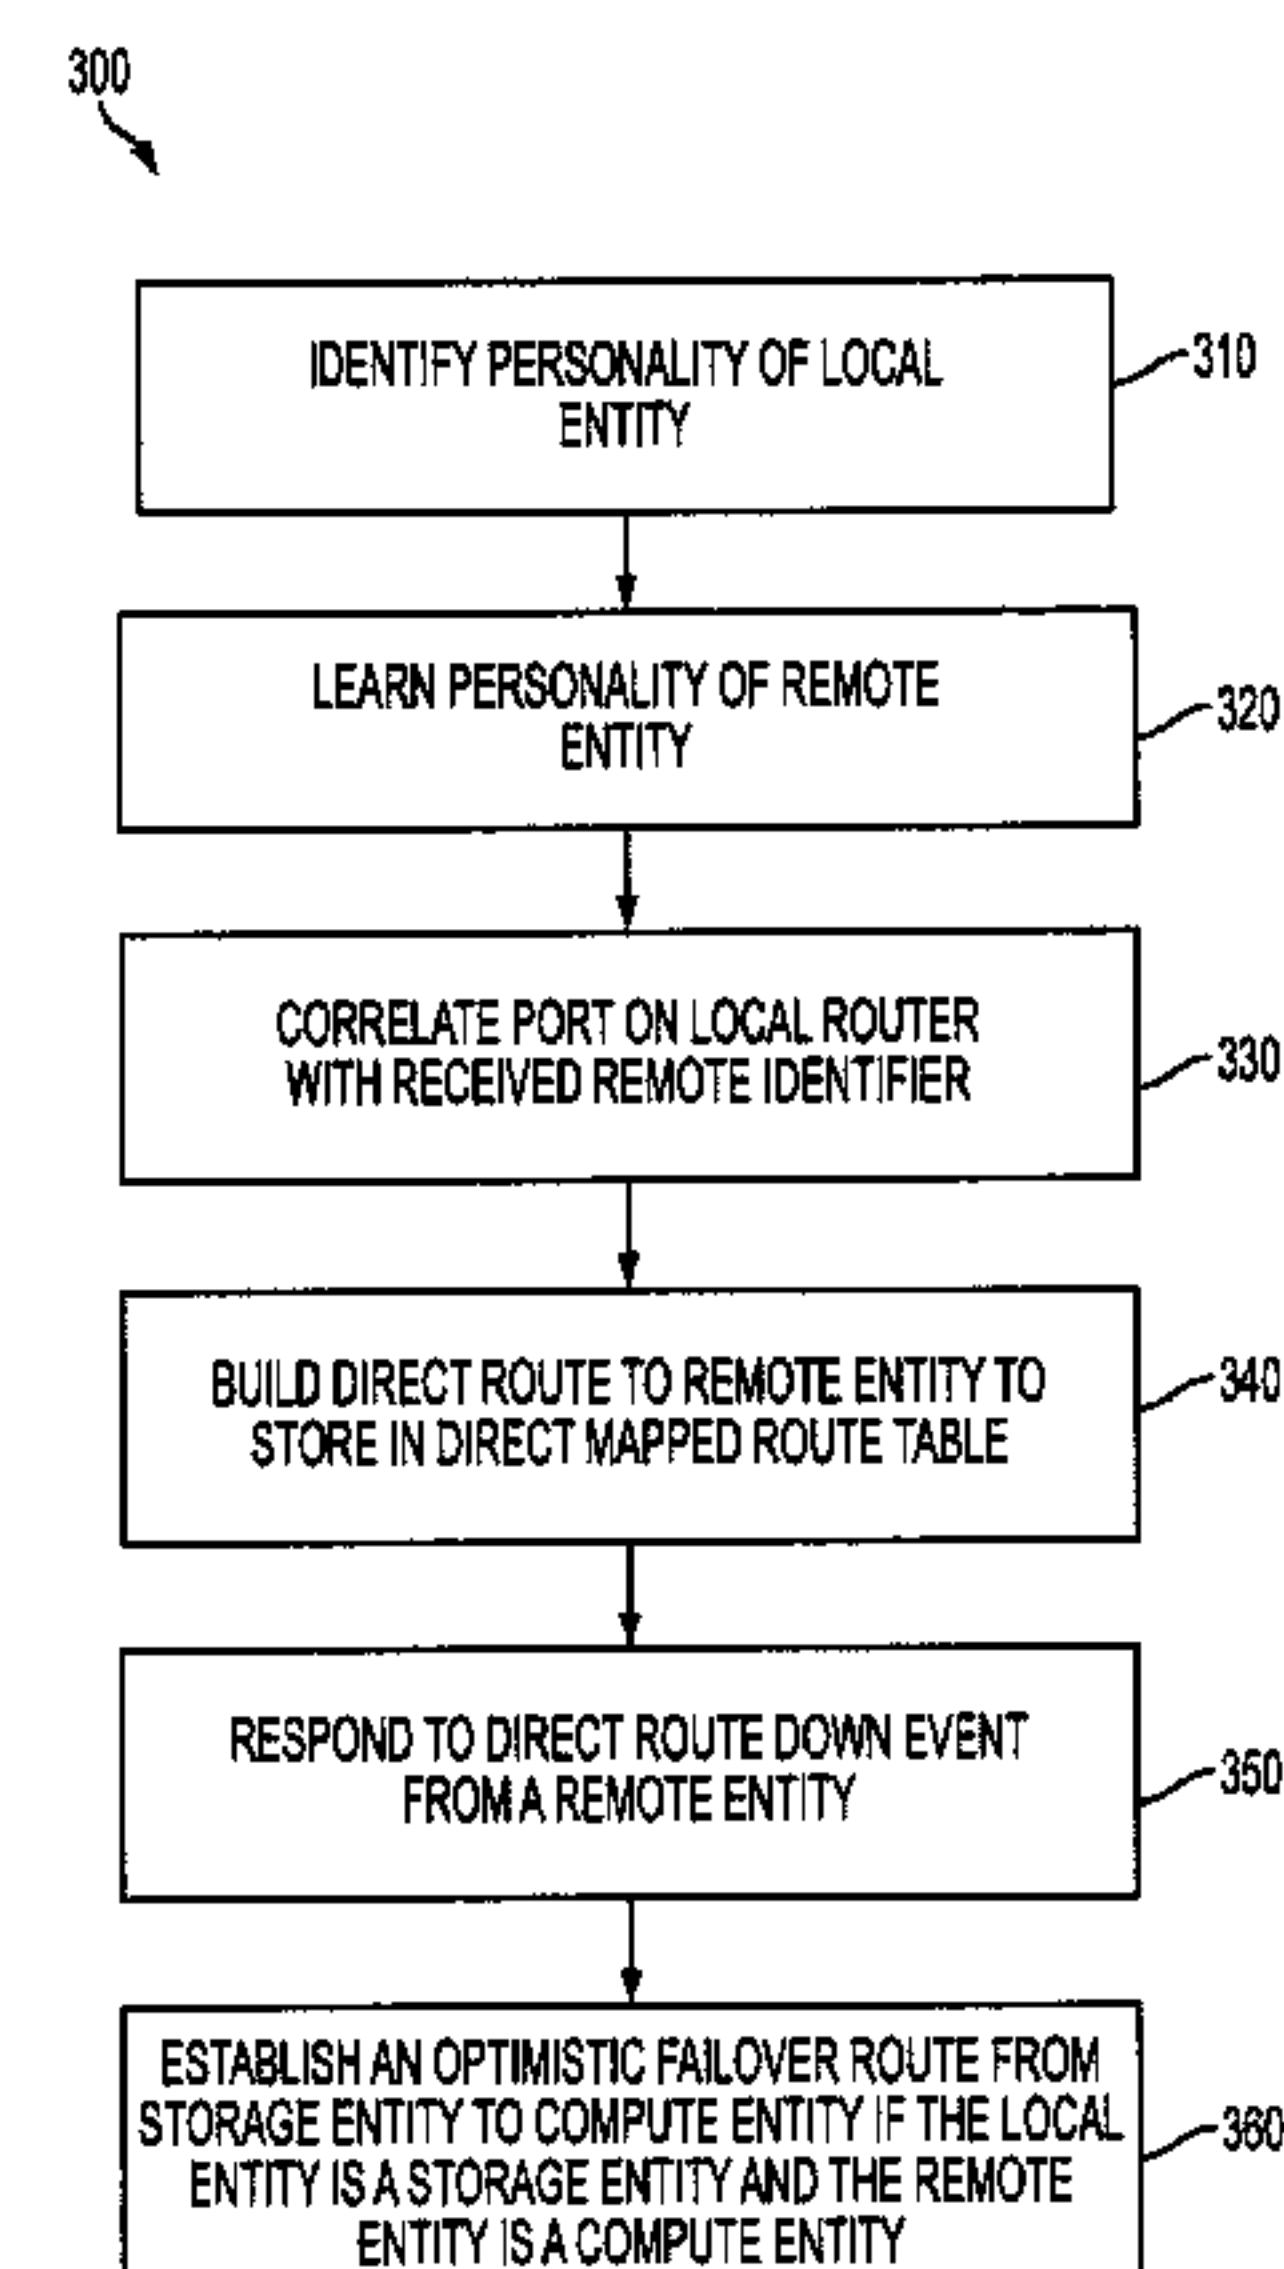 300
IDENTIFY PERSONALITY OF LOCAL
ENTITY
310
LEARN PERSONALITY OF REMOTE
ENTITY
320
CORRELATE PORT ON LOCAL ROUTER
WITH RECEIVED REMOTE IDENTIFIER
330
BUILD DIRECT ROUTE TO REMOTE ENTITY TO
STORE IN DIRECT MAPPED ROUTE TABLE
340
RESPOND TO DIRECT ROUTE DOWN EVENT
FROM A REMOTE ENTITY
350
ESTABLISH AN OPTIMISTIC FAILOVER ROUTE FROM
STORAGE ENTITY TO COMPUTE ENTITY IF THE LOCAL
ENTITY IS A STORAGE ENTITY AND THE REMOTE
ENTITY IS A COMPUTE ENTITY
360